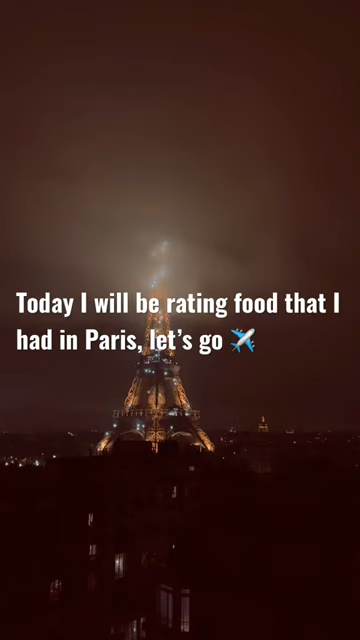 Today I will be rating food that I
had in Paris, let’s go ✈️